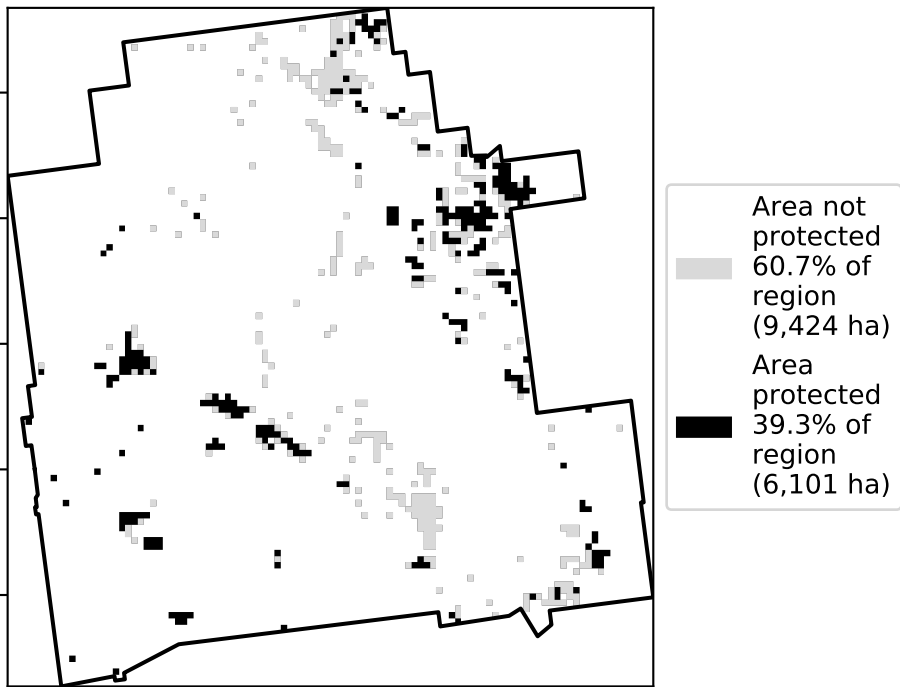 Area not
protected
60.7% of
region
(9,424 ha)
Area
protected
39.3% of
region
(6,101 ha)